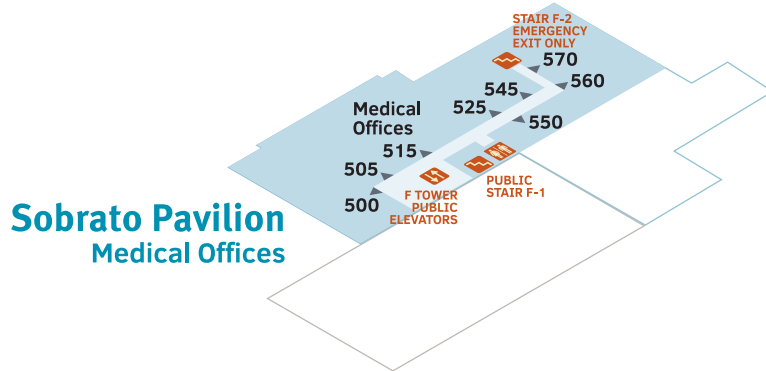 STAIR F-2
EMERGENCY
EXIT ONLY
570
560
545
Medical
Offices
525
550
515
505
500
F TOWER
PUBLIC
ELEVATORS
PUBLIC
STAIR F-1
Sobrato Pavilion
Medical Offices